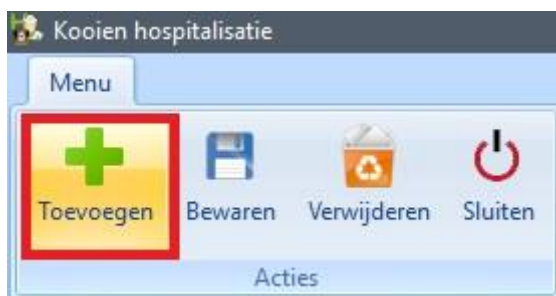 Kooien hospitalisatie
Menu
Toevoegen Bewaren Verwijderen Sluiten
Acties